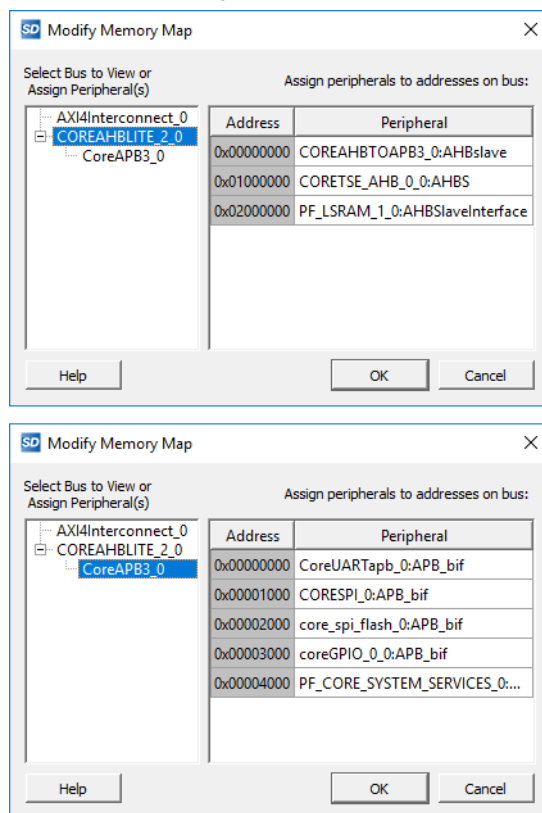 SD Modify Memory Map
Select Bus to View or
Assign Peripheral(s)
Assign peripherals to addresses on bus:
AXI4Interconnect_0
COREAHBLITE_2_0
CoreAPB3_0
Address Peripheral
0x00000000 COREAHBTOAPB3_0:AHBslave
0x01000000 CORETSE_AHB_0_0:AHBS
0x02000000 PF_LSRAM_1_0:AHBSlaveInterface
Help OK Cancel
SD Modify Memory Map
Select Bus to View or
Assign Peripheral(s)
Assign peripherals to addresses on bus:
AXI4Interconnect_0
COREAHBLITE_2_0
CoreAPB3_0
Address Peripheral
0x00000000 CoreUARTapb_0:APB_bif
0x00001000 CORESPI_0:APB_bif
0x00002000 core_spi_flash_0:APB_bif
0x00003000 coreGPIO_0_0:APB_bif
0x00004000 PF_CORE_SYSTEM_SERVICES_0:...
Help OK Cancel